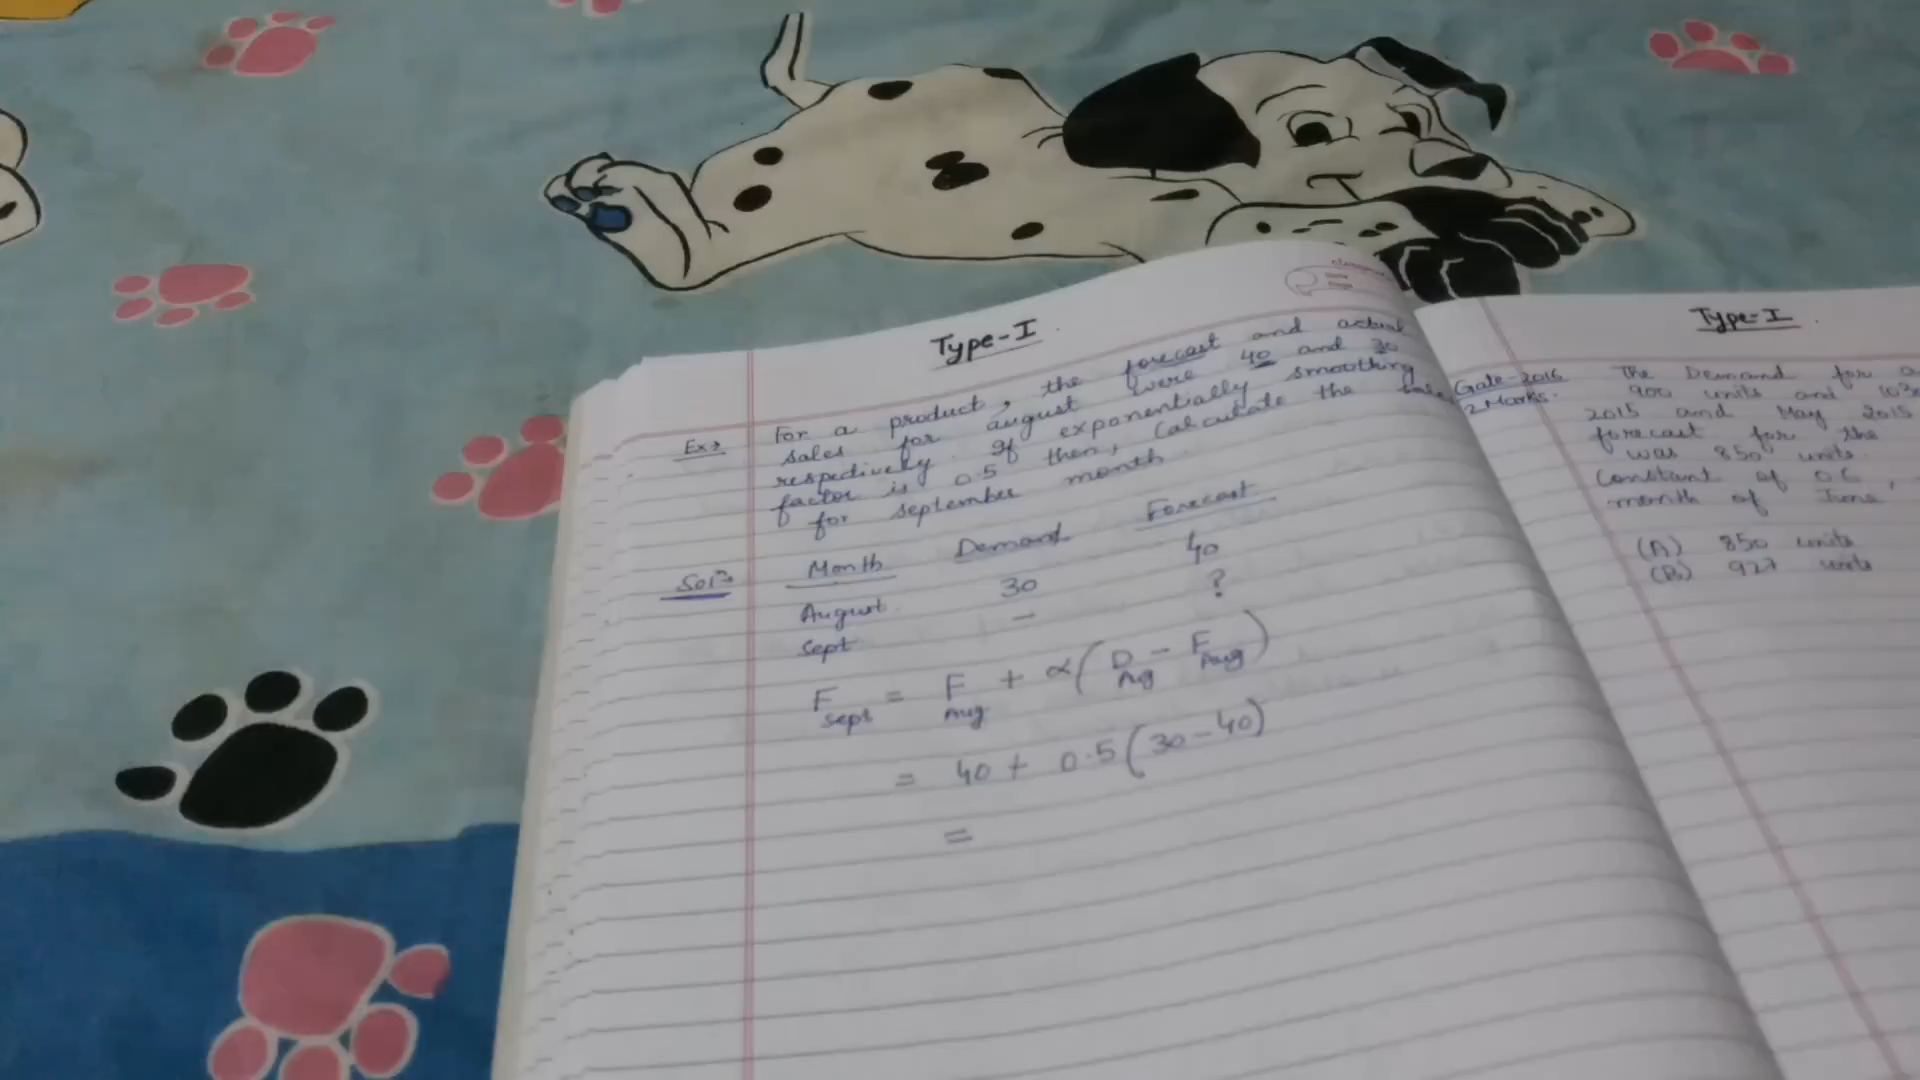 Type-I
Ex→ For a product, the forecast and actual
sales for august were 40 and 30
respectively. If exponentially smoothing
factor is 0.5 then, calculate the
for september month
Sol→ Month Demand Forecast
August 30 40
Sept - ?
F Sept = F Aug + α(D Ag - F Aug)
= 40 + 0.5(30-40)
=
Type-I
Gate-2016 The Demand for a
2 Marks. 900 units and
2015 and May 2015
forecast for the
was 850 units.
Constant of 0.6,
month of June,
(A) 850 units
(B) 927 units